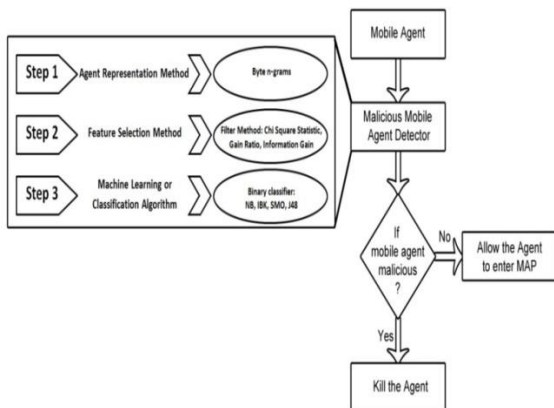 Mobile Agent
Step 1
Agent Representation Method
Byte n-grams
Step 2
Feature Selection Method
Filter Method: Chi Square Statistic,
Gain Ratio, Information Gain
Step 3
Machine Learning or
Classification Algorithm
Binary classifier:
NB, IBK, SMO, J48
Malicious Mobile
Agent Detector
If
mobile agent
malicious
?
No
Allow the Agent
to enter MAP
Yes
Kill the Agent